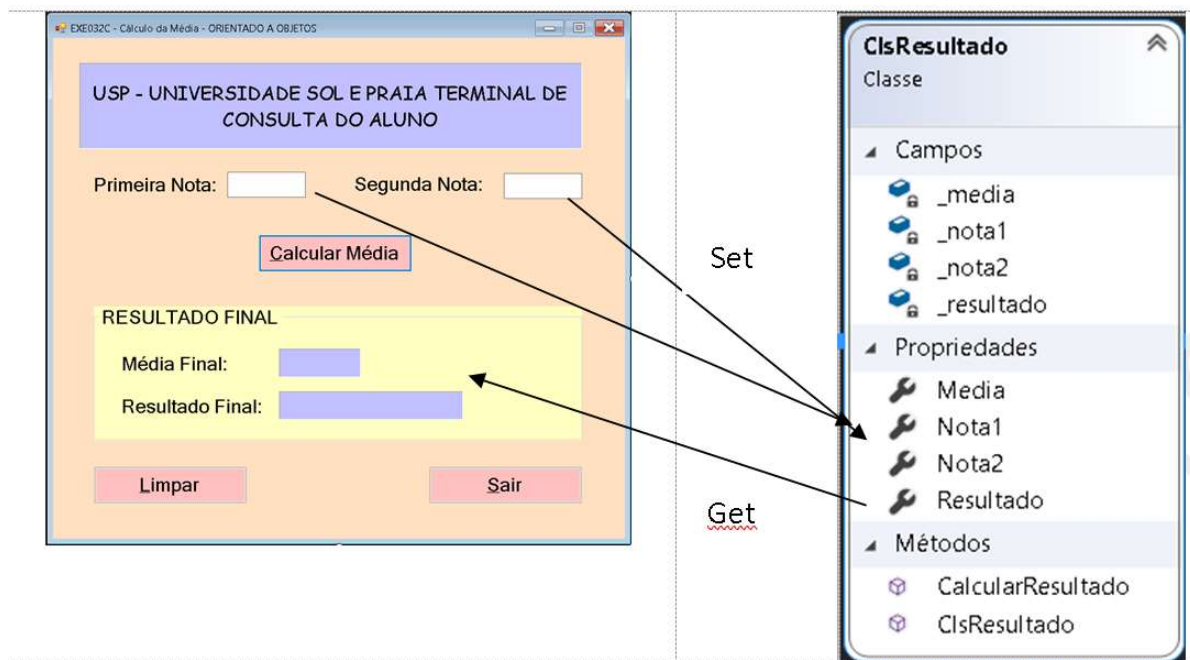 EXE032C - Cálculo da Média - ORIENTADO A OBJETOS
USP - UNIVERSIDADE SOL E PRAIA TERMINAL DE
CONSULTA DO ALUNO
Primeira Nota:
Segunda Nota:
Calcular Média
RESULTADO FINAL
Média Final:
Resultado Final:
Limpar
Sair
Set
Get
ClsResultado
Classe
Campos
_media
_nota1
_nota2
_resultado
Propriedades
Media
Nota1
Nota2
Resultado
Métodos
CalcularResultado
ClsResultado